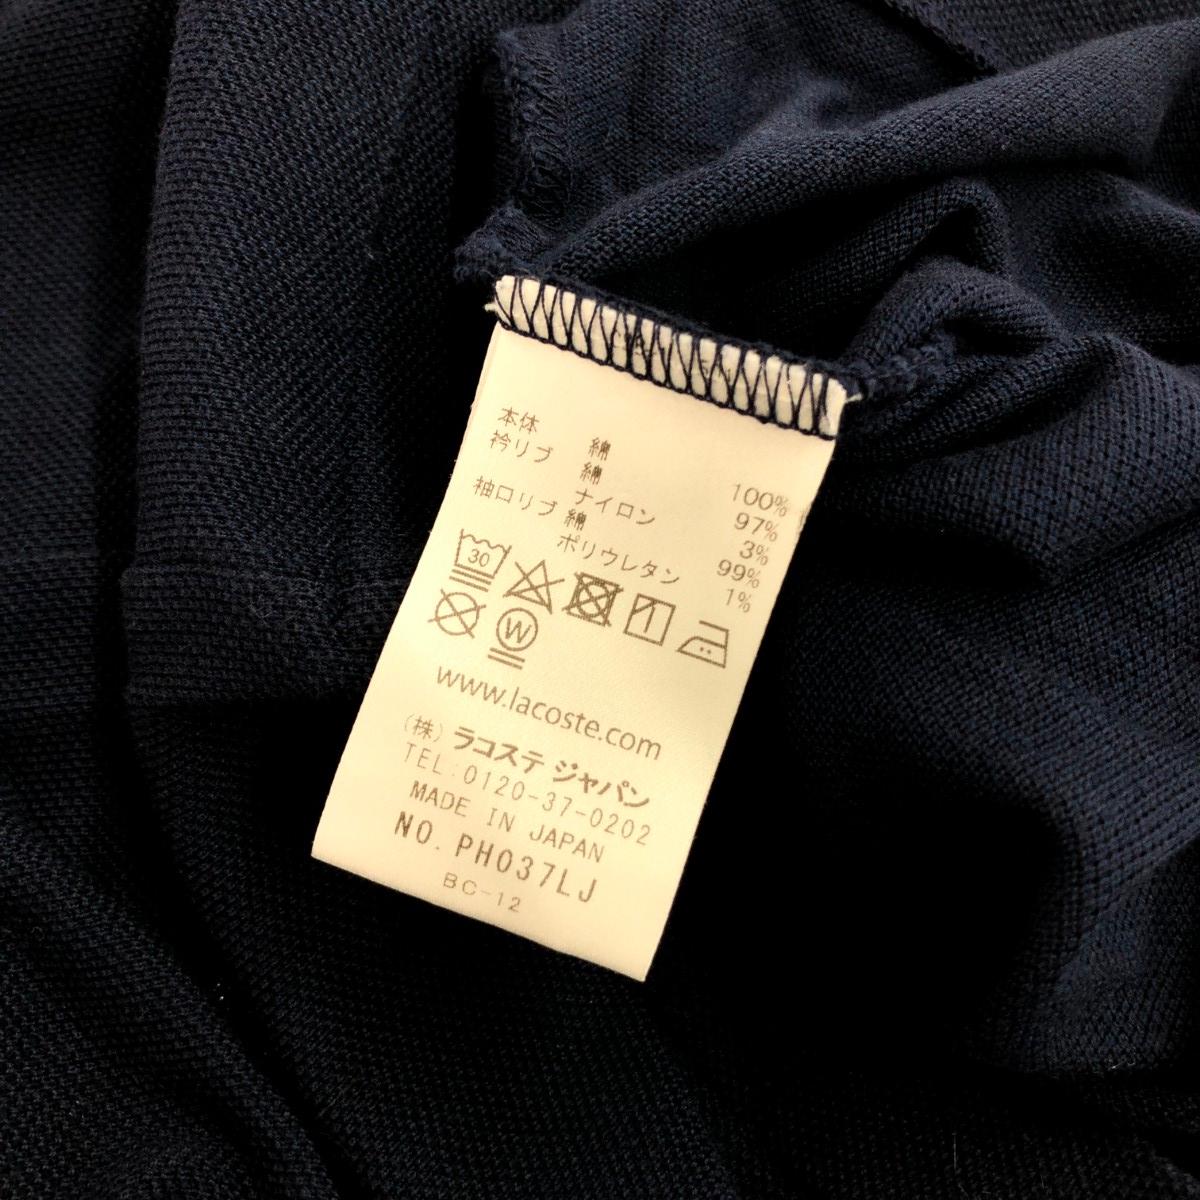 本体 綿 100%
衿リブ 綿 97%
ナイロン 3%
袖口リブ 綿 99%
ポリウレタン 1%
30
W
www.lacoste.com
(株) ラコステ ジャパン
TEL:0120-37-0202
MADE IN JAPAN
NO. PH037LJ
BC-12